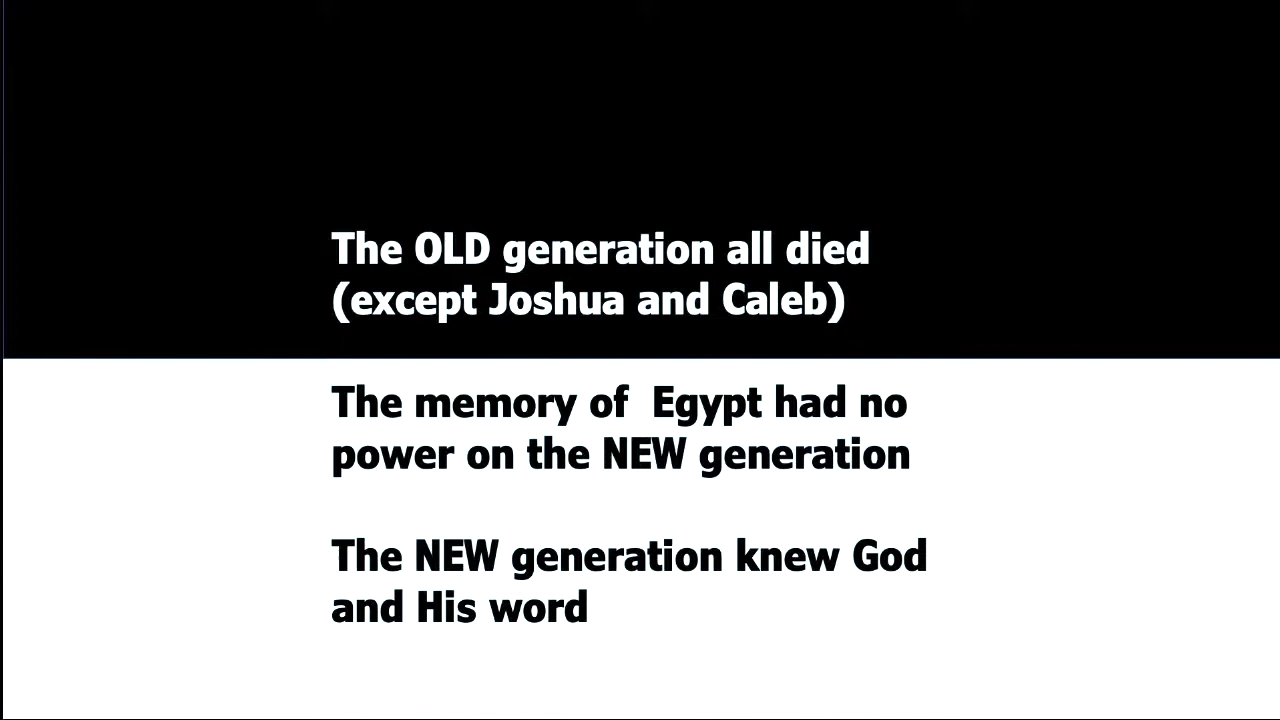 The OLD generation all died
(except Joshua and Caleb)
The memory of  Egypt had no
power on the NEW generation
The NEW generation knew God
and His word